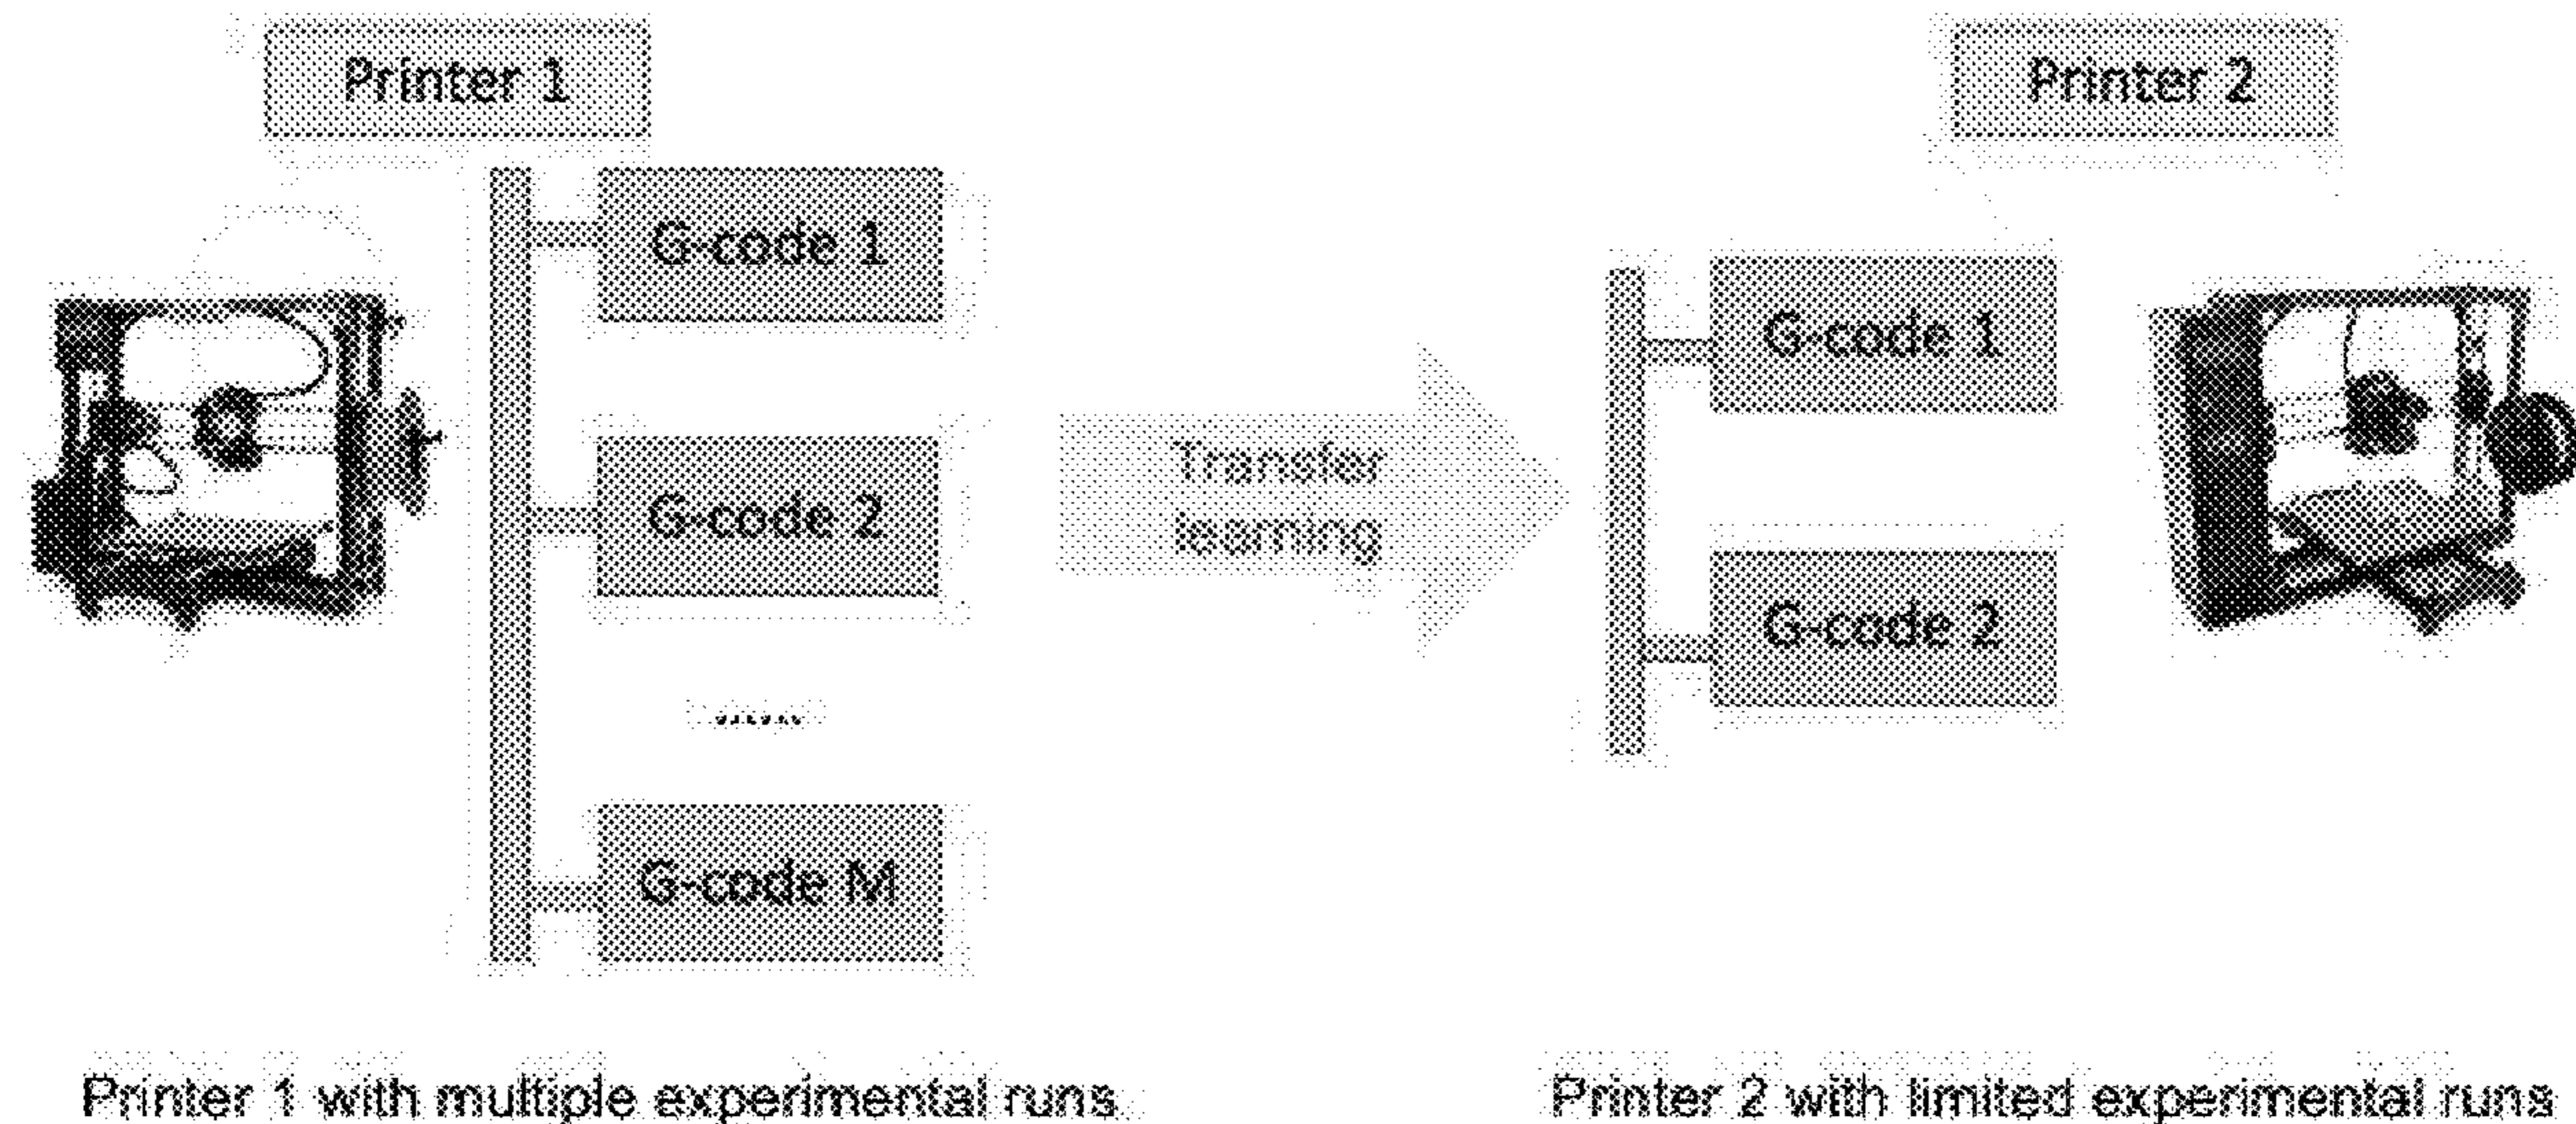 Printer 1
G-code 1
G-code 2
......
G-code M
Transfer
learning
Printer 2
G-code 1
G-code 2
Printer 1 with multiple experimental runs
Printer 2 with limited experimental runs